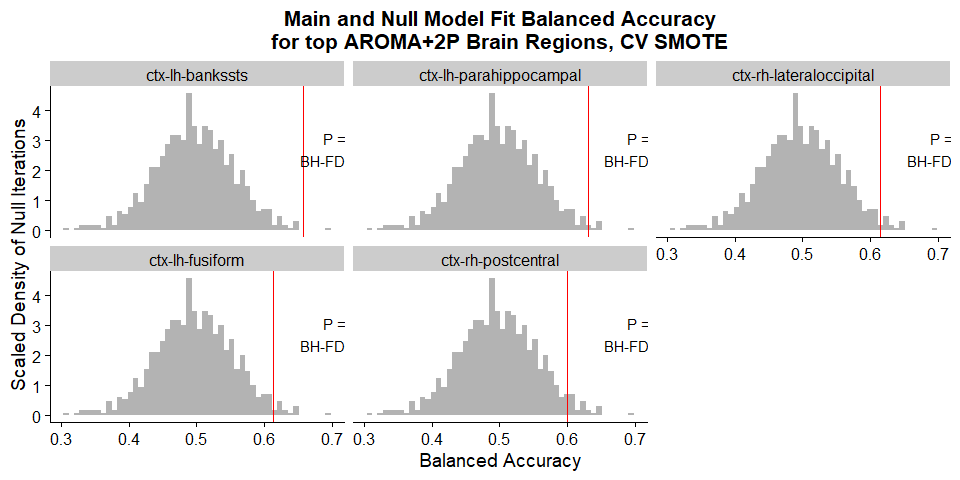 Main and Null Model Fit Balanced Accuracy
for top AROMA+2P Brain Regions, CV SMOTE
ctx-lh-bankssts
ctx-lh-parahippocampal
ctx-rh-lateraloccipital
P =
BH-FD
P =
BH-FD
P =
BH-FD
4
3
2
1
0
0.3 0.4 0.5 0.6 0.7
ctx-lh-fusiform
ctx-rh-postcentral
P =
BH-FD
P =
BH-FD
4
3
2
1
0
0.3 0.4 0.5 0.6 0.7
0.3 0.4 0.5 0.6 0.7
Scaled Density of Null Iterations
Balanced Accuracy